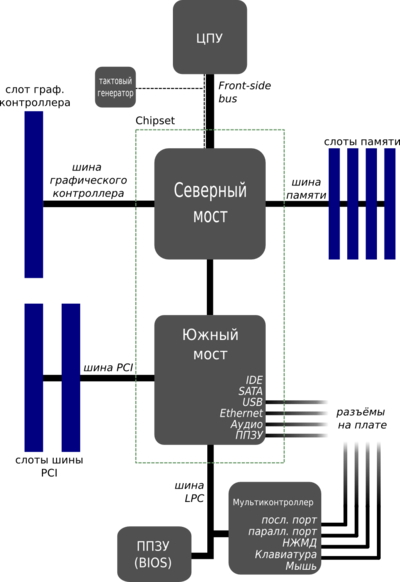 ЦПУ
тактовый
генератор
Front-side
bus
слот граф.
контроллера
Chipset
слоты памяти
шина
графического
контроллера
Северный
мост
шина
памяти
Южный
мост
шина PCI
IDE
SATA
USB
Ethernet
Аудио
ППЗУ
разъёмы
на плате
слоты шины
PCI
шина
LPC
Мультиконтроллер
посл. порт
паралл. порт
НЖМД
Клавиатура
Мышь
ППЗУ
(BIOS)